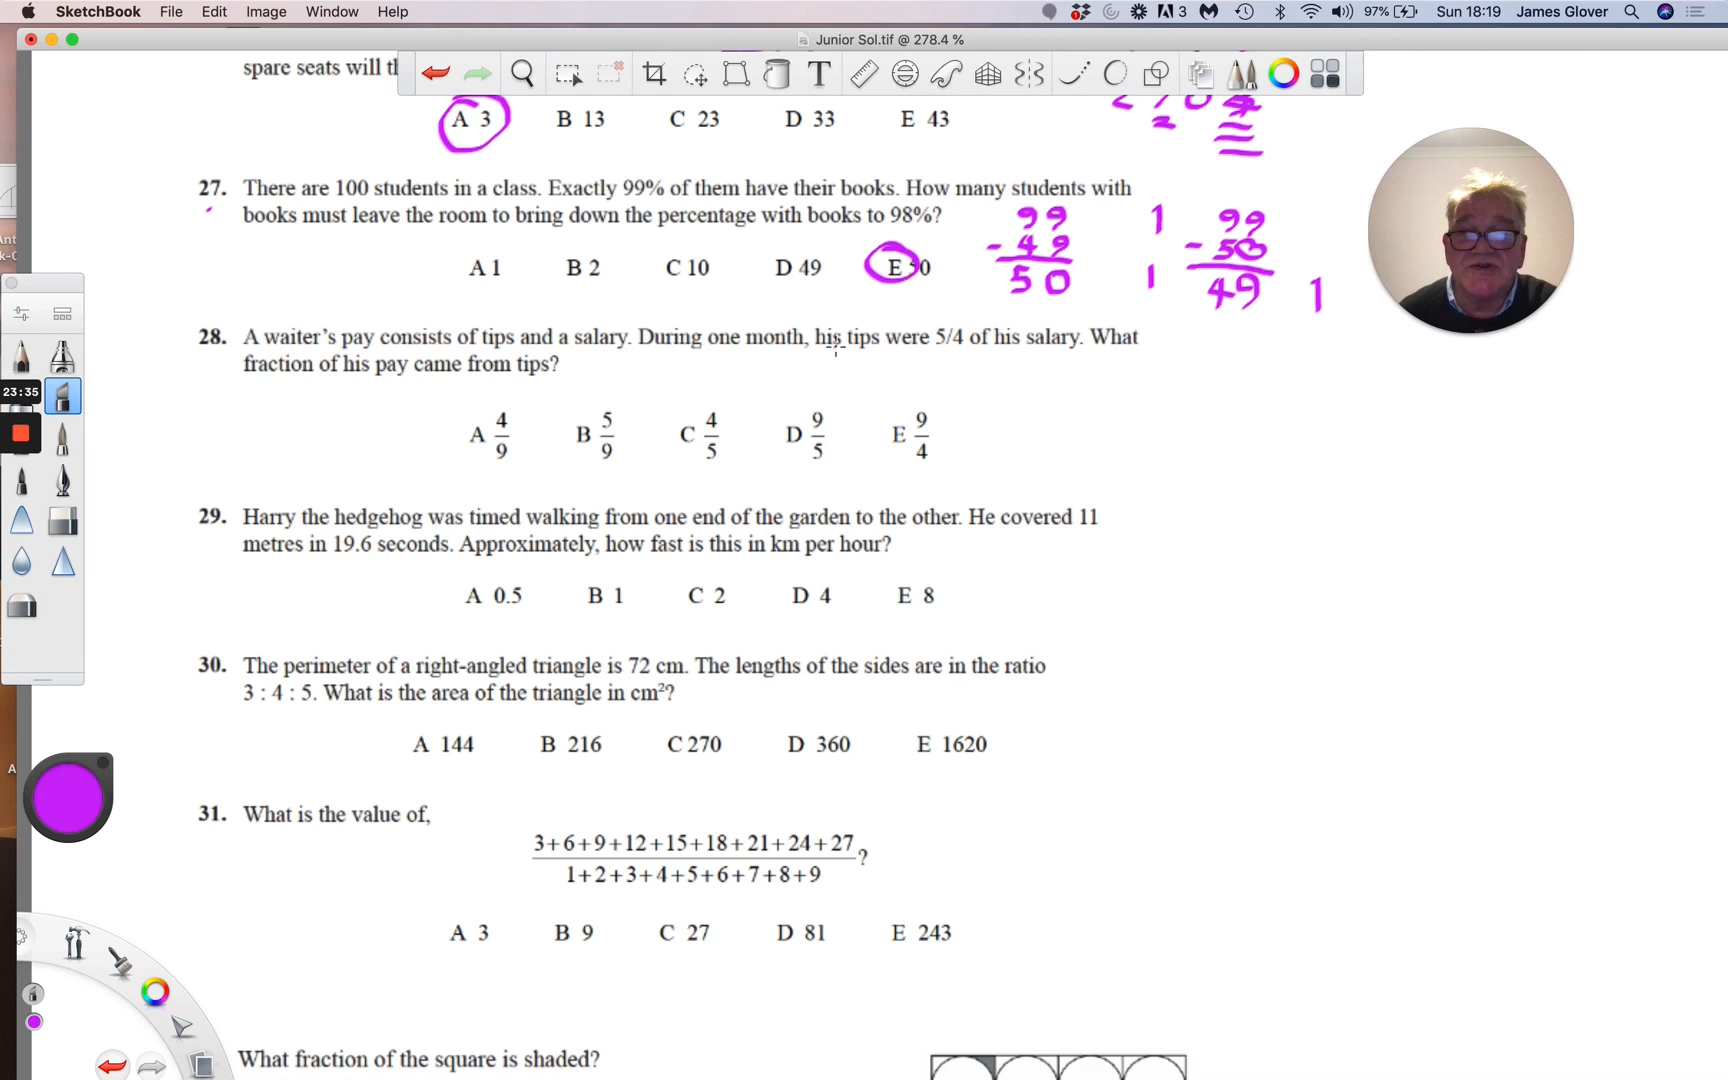 SketchBook File Edit Image Window Help
3 97% Sun 18:19 James Glover
Junior Sol.tif @ 278.4 %
spare seats will
A 3 B 13 C 23 D 33 E 43
27. There are 100 students in a class. Exactly 99% of them have their books. How many students with
books must leave the room to bring down the percentage with books to 98%?
99
- 49
50
1
1
99
- 50
49
1
A 1 B 2 C 10 D 49 E 50
28. A waiter's pay consists of tips and a salary. During one month, his tips were 5/4 of his salary. What
fraction of his pay came from tips?
23:35
A 4/9 B 5/9 C 4/5 D 9/5 E 9/4
29. Harry the hedgehog was timed walking from one end of the garden to the other. He covered 11
metres in 19.6 seconds. Approximately, how fast is this in km per hour?
A 0.5 B 1 C 2 D 4 E 8
30. The perimeter of a right-angled triangle is 72 cm. The lengths of the sides are in the ratio
3 : 4 : 5. What is the area of the triangle in cm²?
A 144 B 216 C 270 D 360 E 1620
31. What is the value of,
3+6+9+12+15+18+21+24+27
1+2+3+4+5+6+7+8+9
?
A 3 B 9 C 27 D 81 E 243
What fraction of the square is shaded?